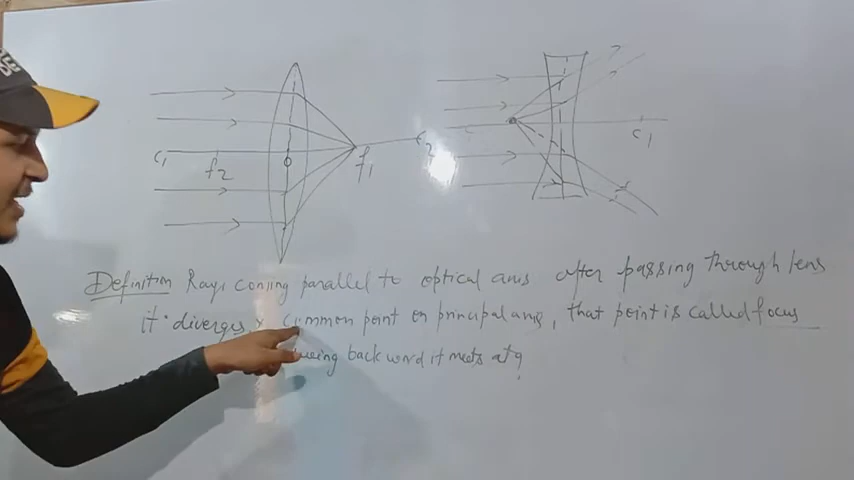 c1 f2 f1 c2
c1
Definition Rays coming parallel to optical axis after passing through lens
it diverges x common point on principal axis, that point is called focus
backword it meets at